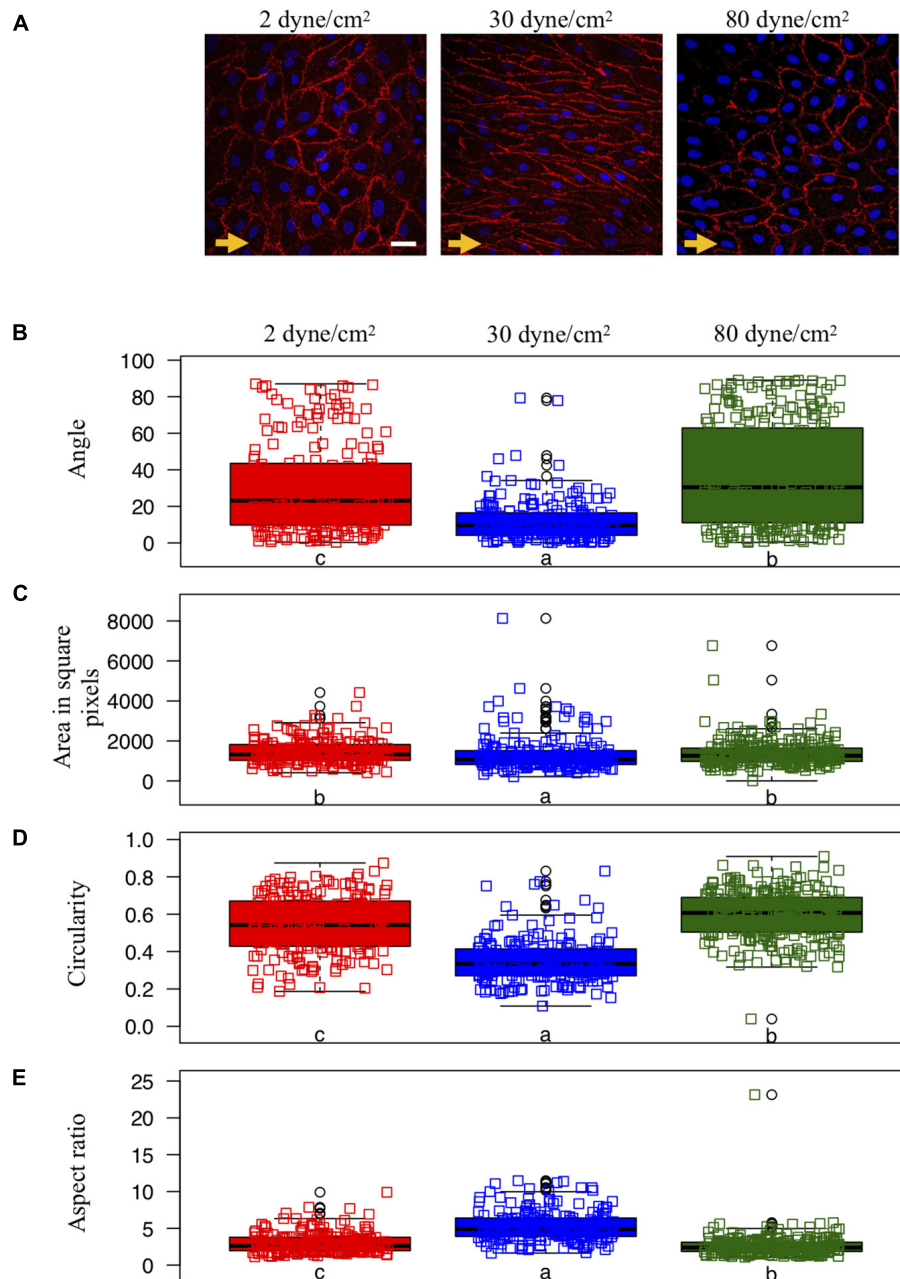 A
2 dyne/cm² 30 dyne/cm² 80 dyne/cm²
B
2 dyne/cm² 30 dyne/cm² 80 dyne/cm²
Angle
100
80
60
40
20
0
c a b
C
Area in square
pixels
8000
6000
4000
2000
0
b a b
D
Circularity
1.0
0.8
0.6
0.4
0.2
0.0
c a b
E
Aspect ratio
25
20
15
10
5
0
c a b